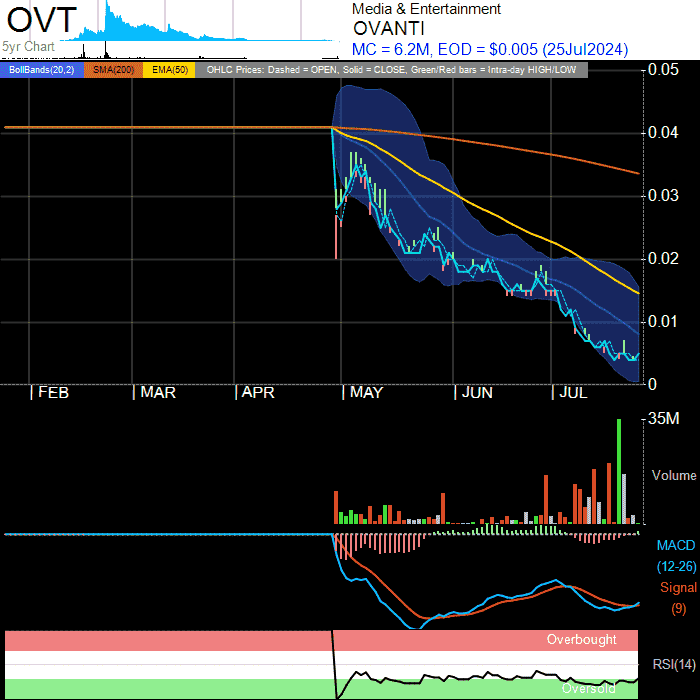 OVT
5yr Chart
Media & Entertainment
OVANTI
MC = 6.2M, EOD = $0.005 (25Jul2024)
BollBands(20,2) SMA(200) EMA(50) OHLC Prices: Dashed = OPEN, Solid = CLOSE, Green/Red bars = Intra-day HIGH/LOW
0.05
0.04
0.03
0.02
0.01
0
FEB MAR APR MAY JUN JUL
35M
Volume
MACD
(12-26)
Signal
(9)
Overbought
RSI(14)
Oversold